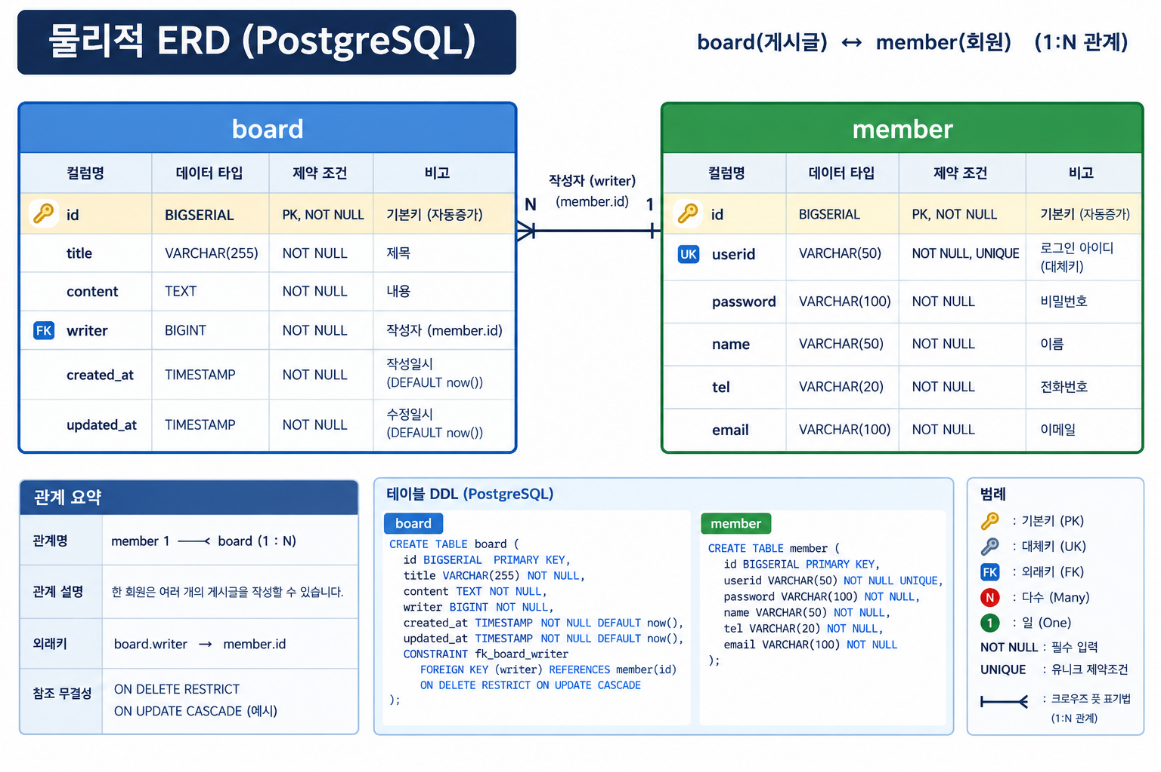 물리적 ERD (PostgreSQL)
board(게시글) ↔ member(회원) (1:N 관계)
board
컬럼명 데이터 타입 제약 조건 비고
id BIGSERIAL PK, NOT NULL 기본키 (자동증가)
title VARCHAR(255) NOT NULL 제목
content TEXT NOT NULL 내용
FK writer BIGINT NOT NULL 작성자 (member.id)
created_at TIMESTAMP NOT NULL 작성일시
(DEFAULT now())
updated_at TIMESTAMP NOT NULL 수정일시
(DEFAULT now())
작성자 (writer)
(member.id)
N 1
member
컬럼명 데이터 타입 제약 조건 비고
id BIGSERIAL PK, NOT NULL 기본키 (자동증가)
UK userid VARCHAR(50) NOT NULL, UNIQUE 로그인 아이디
(대체키)
password VARCHAR(100) NOT NULL 비밀번호
name VARCHAR(50) NOT NULL 이름
tel VARCHAR(20) NOT NULL 전화번호
email VARCHAR(100) NOT NULL 이메일
관계 요약
관계명 member 1 ──< board (1 : N)
관계 설명 한 회원은 여러 개의 게시글을 작성할 수 있습니다.
외래키 board.writer → member.id
참조 무결성 ON DELETE RESTRICT
ON UPDATE CASCADE (예시)
테이블 DDL (PostgreSQL)
board
CREATE TABLE board (
id BIGSERIAL PRIMARY KEY,
title VARCHAR(255) NOT NULL,
content TEXT NOT NULL,
writer BIGINT NOT NULL,
created_at TIMESTAMP NOT NULL DEFAULT now(),
updated_at TIMESTAMP NOT NULL DEFAULT now(),
CONSTRAINT fk_board_writer
FOREIGN KEY (writer) REFERENCES member(id)
ON DELETE RESTRICT ON UPDATE CASCADE
);
member
CREATE TABLE member (
id BIGSERIAL PRIMARY KEY,
userid VARCHAR(50) NOT NULL UNIQUE,
password VARCHAR(100) NOT NULL,
name VARCHAR(50) NOT NULL,
tel VARCHAR(20) NOT NULL,
email VARCHAR(100) NOT NULL
);
범례
: 기본키 (PK)
: 대체키 (UK)
FK : 외래키 (FK)
N : 다수 (Many)
1 : 일 (One)
NOT NULL : 필수 입력
UNIQUE : 유니크 제약조건
: 크로우즈 풋 표기법
(1:N 관계)